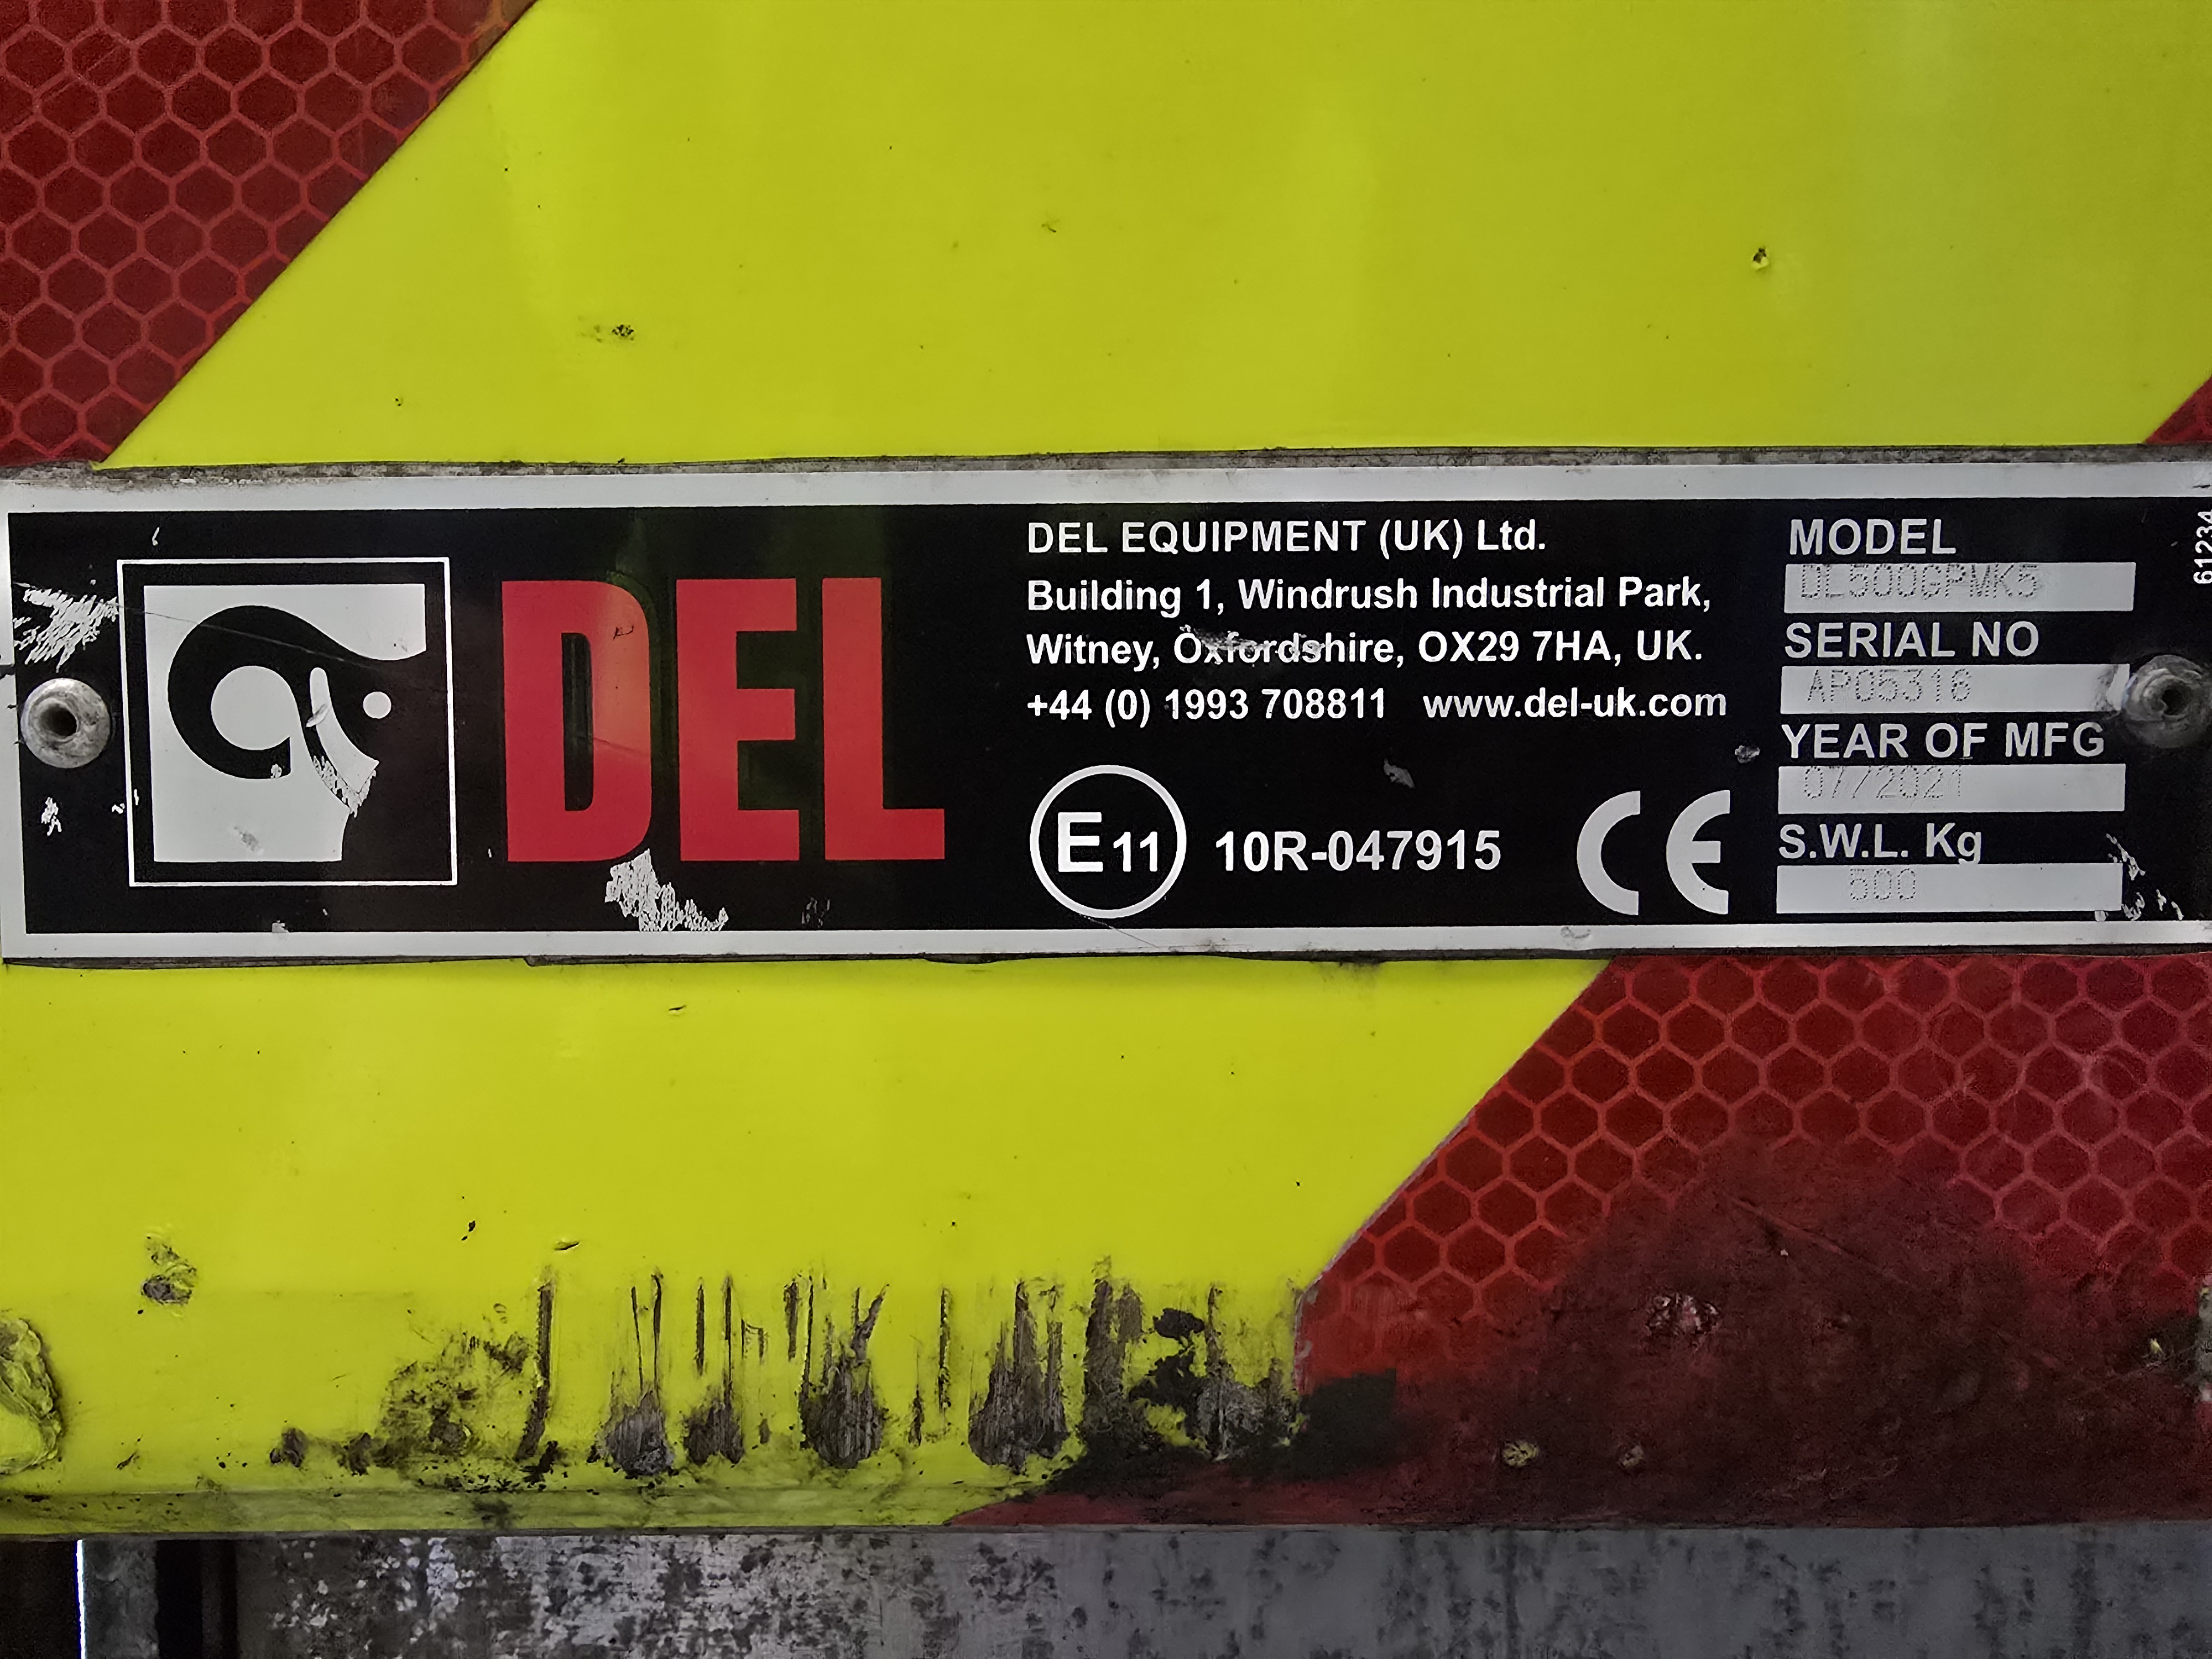 DEL
DEL EQUIPMENT (UK) Ltd.
Building 1, Windrush Industrial Park,
Witney, Oxfordshire, OX29 7HA, UK.
+44 (0) 1993 708811 www.del-uk.com
E11 10R-047915 CE
MODEL
DL500GPMK5
SERIAL NO
AP05316
YEAR OF MFG
07/2021
S.W.L. Kg
500
61234